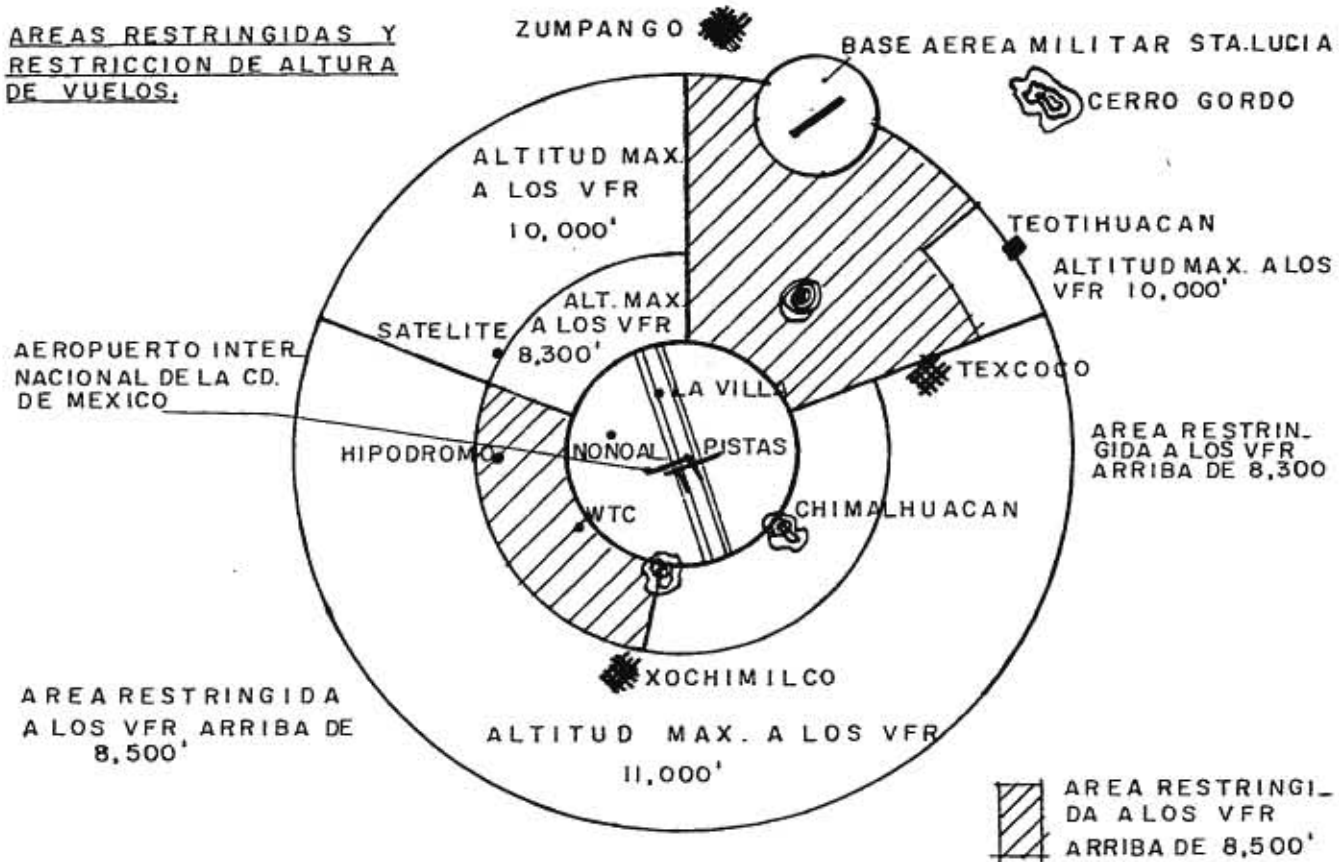 AREAS RESTRINGIDAS Y
RESTRICCION DE ALTURA
DE VUELOS.
ZUMPANGO
BASE AEREA MILITAR STA.LUCIA
CERRO GORDO
ALTITUD MAX.
A LOS VFR
10,000'
TEOTIHUACAN
ALTITUD MAX. A LOS
VFR 10,000'
ALT. MAX.
A LOS VFR
8,300'
SATELITE
AEROPUERTO INTER_
NACIONAL DE LA CD.
DE MEXICO
LA VILLA
TEXCOCO
HIPODROMO
NONOAL
PISTAS
AREA RESTRIN_
GIDA A LOS VFR
ARRIBA DE 8,300
WTC
CHIMALHUACAN
XOCHIMILCO
AREA RESTRINGIDA
A LOS VFR ARRIBA DE
8,500'
ALTITUD MAX. A LOS VFR
11,000'
AREA RESTRINGI_
DA A LOS VFR
ARRIBA DE 8,500'